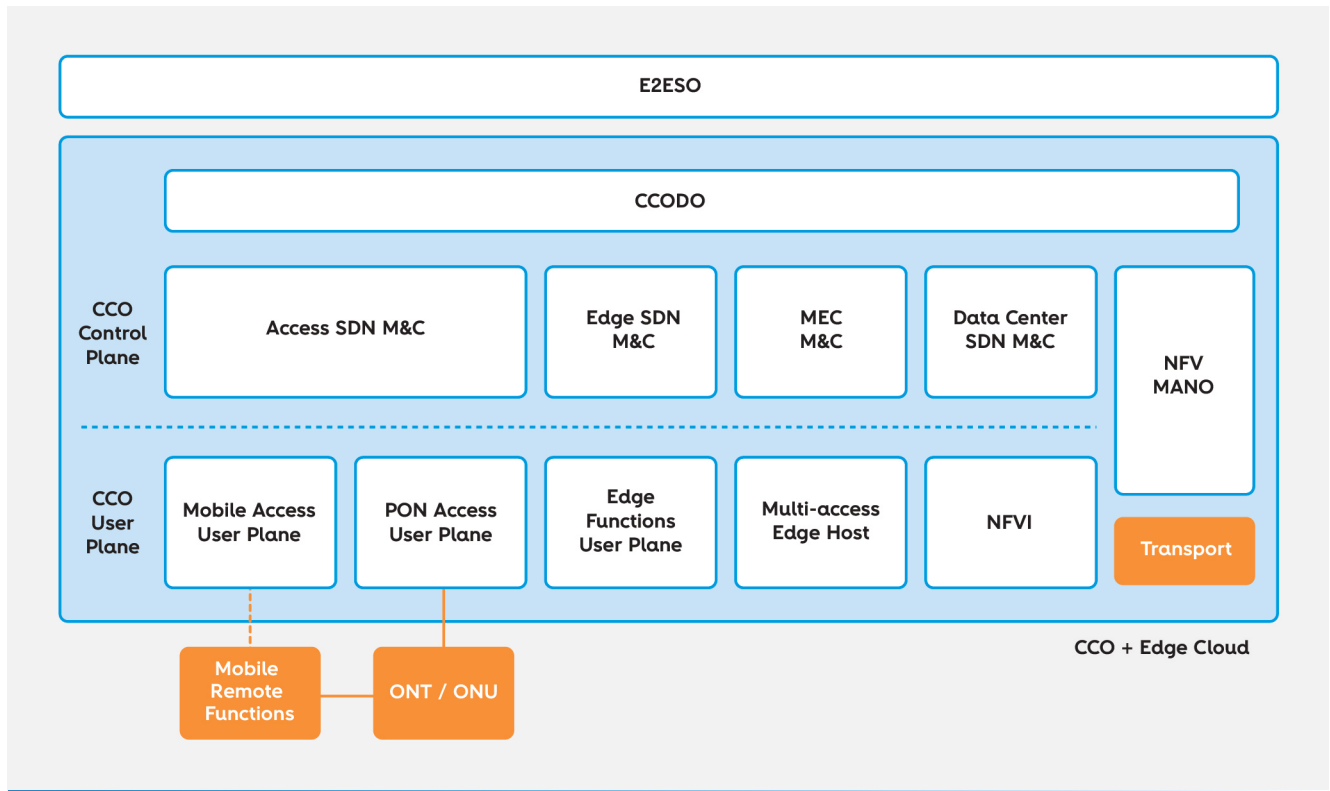 E2ESO
CCODO
CCO
Control
Plane
Access SDN M&C
Edge SDN
M&C
MEC
M&C
Data Center
SDN M&C
NFV
MANO
CCO
User
Plane
Mobile Access
User Plane
PON Access
User Plane
Edge
Functions
User Plane
Multi-access
Edge Host
NFVI
Transport
CCO + Edge Cloud
Mobile
Remote
Functions
ONT / ONU